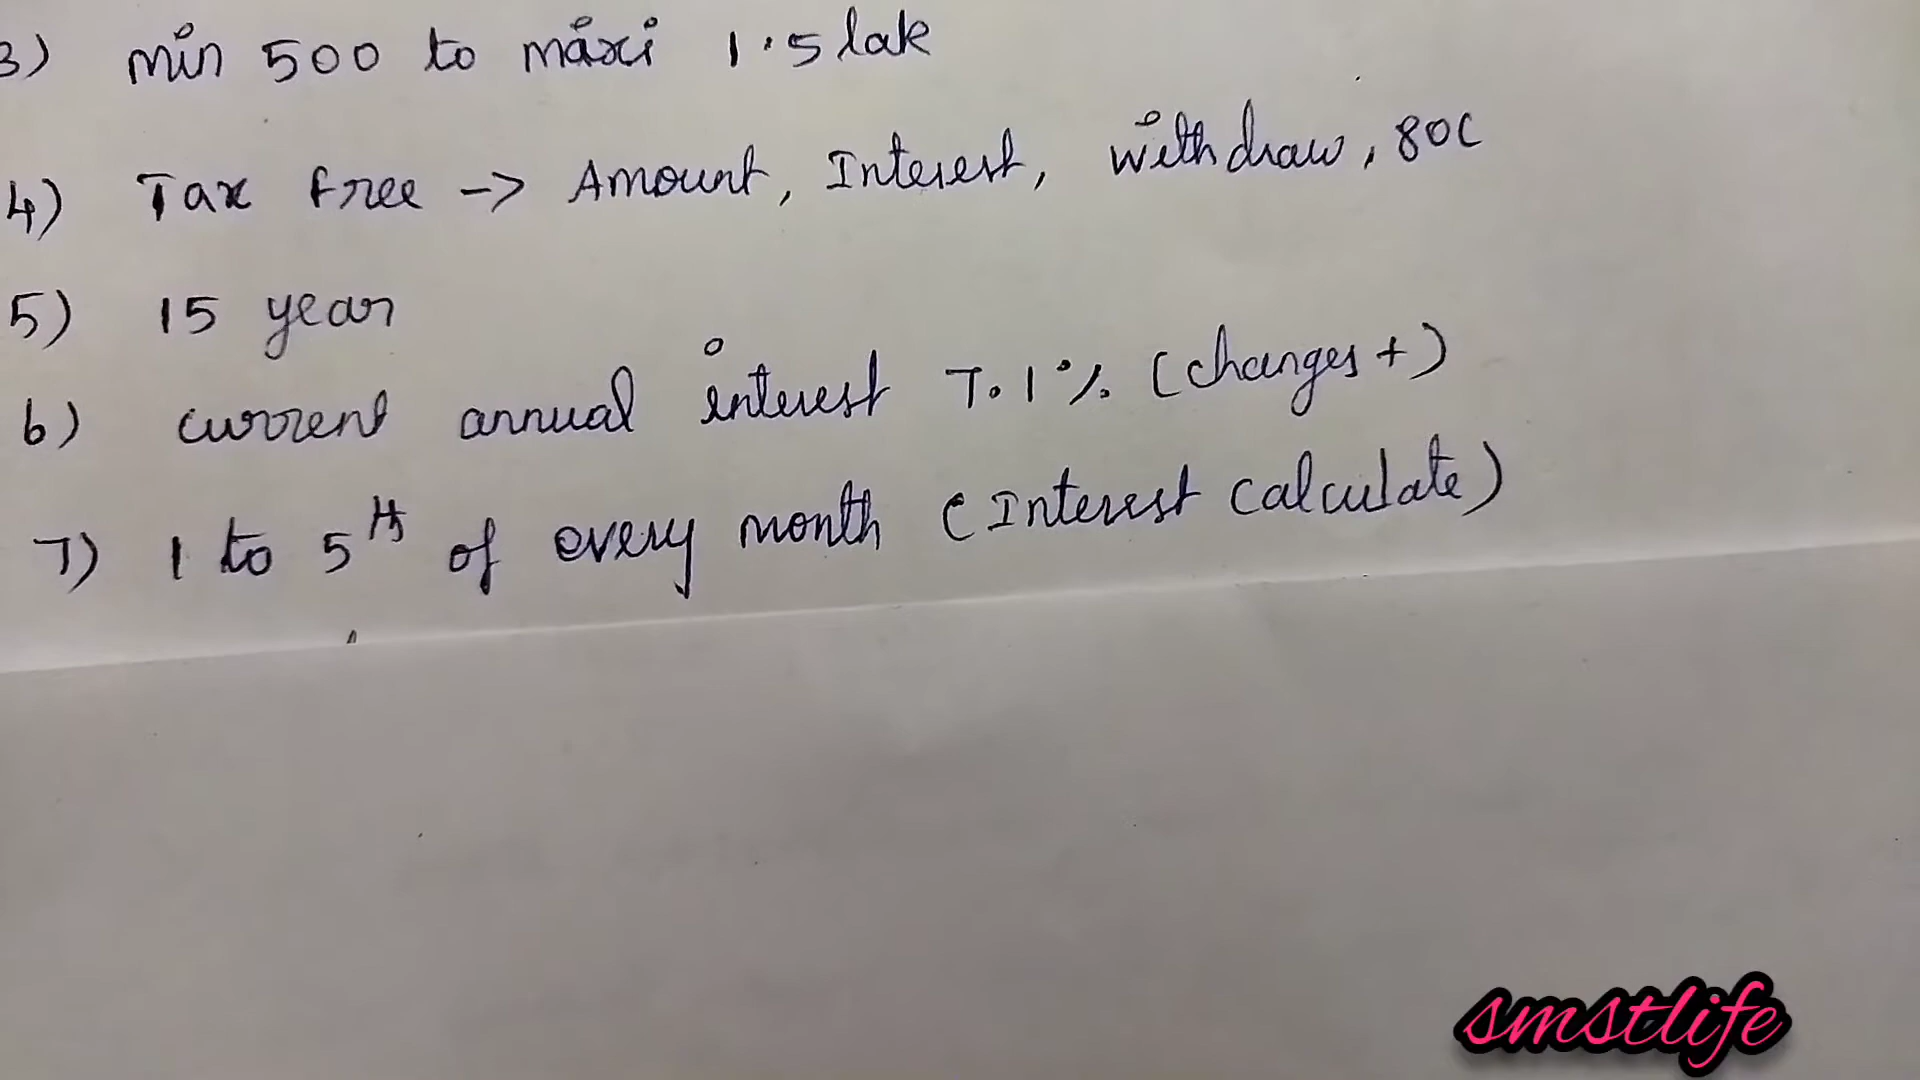 3) min 500 to maxi 1.5 lak
4) Tax free -> Amount, Interest, withdraw, 80C
5) 15 year
6) current annual interest 7.1% (changes +)
7) 1 to 5th of every month (Interest calculate)
smstlife